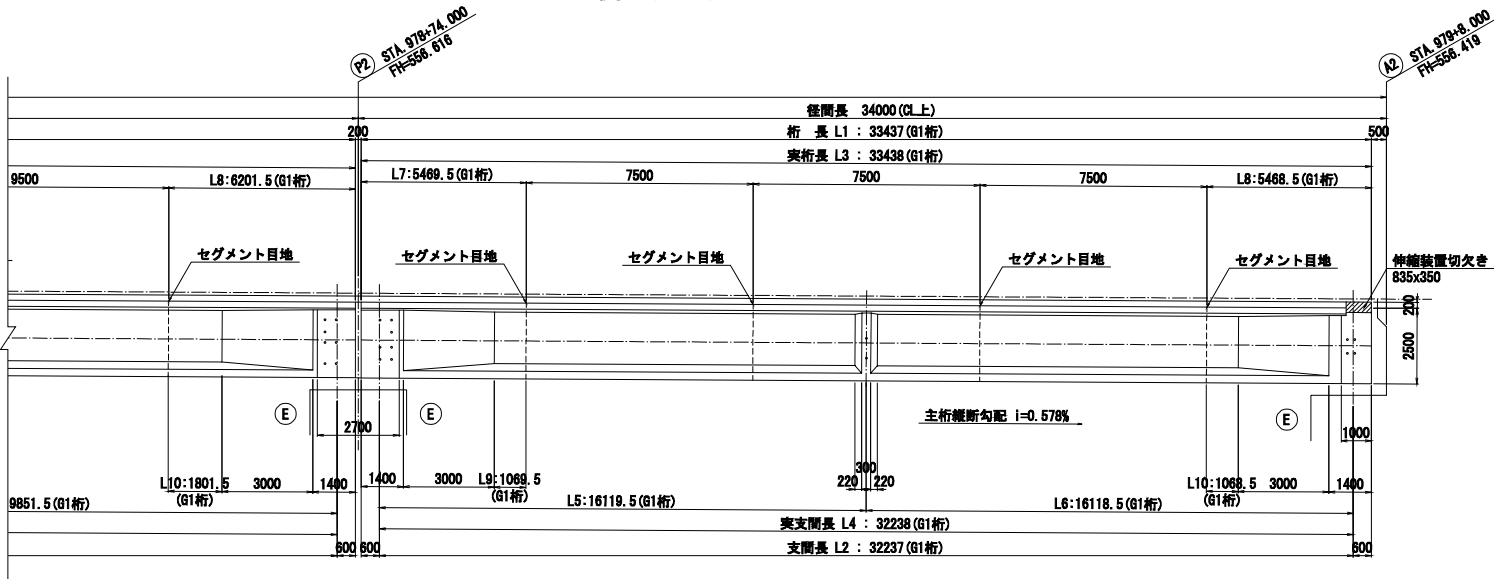 P2
STA. 978+74.000
FH=556.616
A2
STA. 979+8.000
FH=556.419
径間長 34000(CL上)
200
桁 長 L1 : 33437(G1桁)
500
実桁長 L3 : 33438(G1桁)
9500
L8:6201.5(G1桁)
L7:5469.5(G1桁)
7500
7500
7500
L8:5468.5(G1桁)
セグメント目地
セグメント目地
セグメント目地
セグメント目地
セグメント目地
伸縮装置切欠き
835x350
200
2500
E
E
2700
主桁縦断勾配 i=0.578%
E
1000
L10:1801.5
(G1桁)
3000
1400
1400
3000
L9:1069.5
(G1桁)
300
220
220
L10:1068.5
(G1桁)
3000
1400
9851.5(G1桁)
L5:16119.5(G1桁)
L6:16118.5(G1桁)
実支間長 L4 : 32238(G1桁)
600
600
支間長 L2 : 32237(G1桁)
600